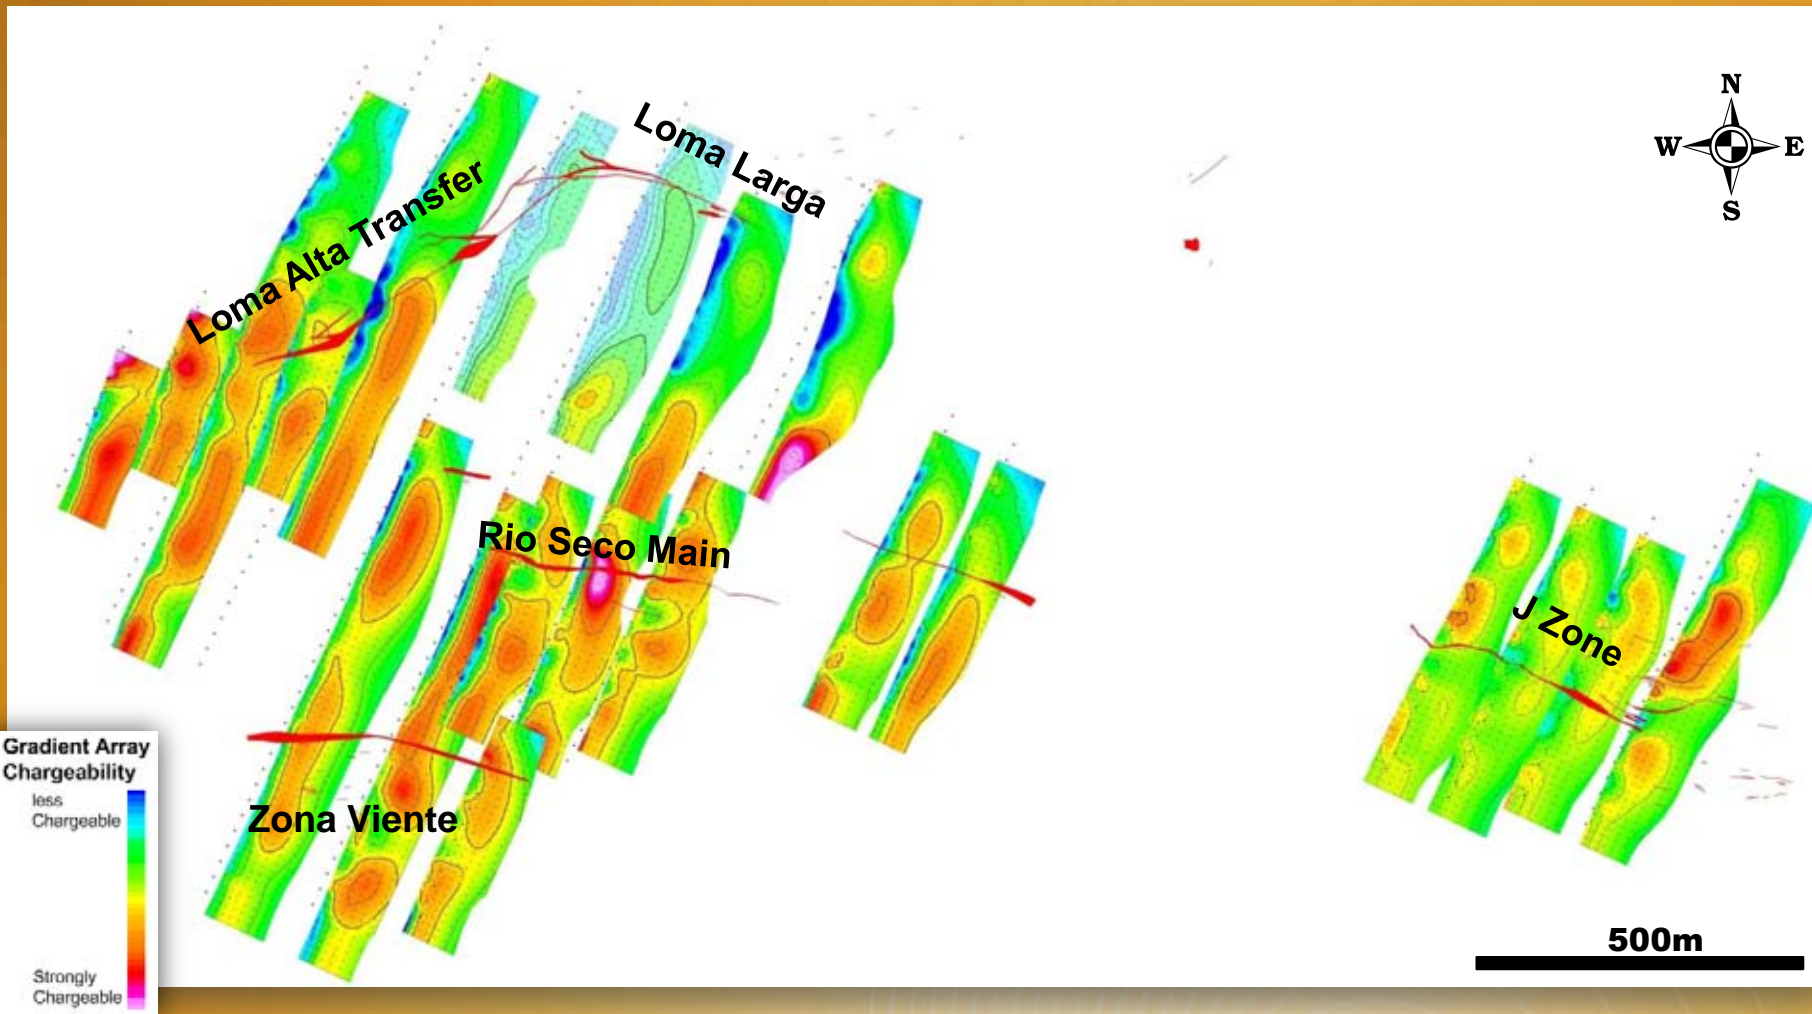 N
W E
S
Loma Larga
Loma Alta Transfer
Rio Seco Main
J Zone
Zona Viente
Gradient Array
Chargeability
less
Chargeable
Strongly
Chargeable
500m